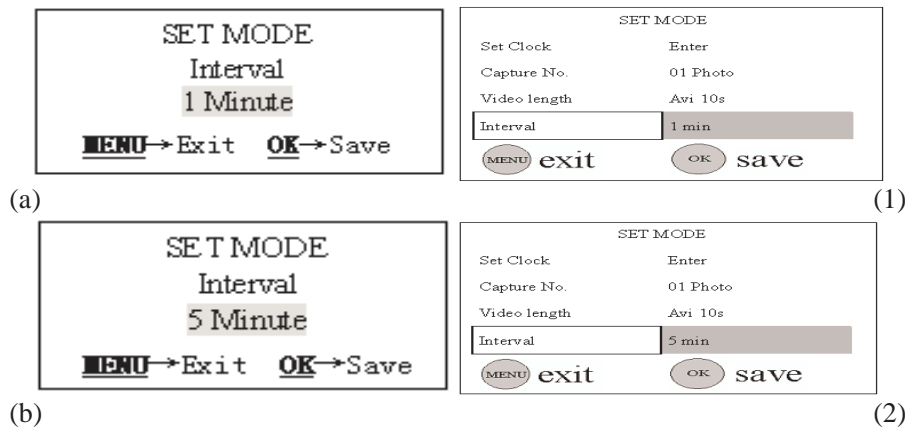 SET MODE
Interval
1 Minute
MENU→Exit OK→Save
(a)
SET MODE
Set Clock Enter
Capture No. 01 Photo
Video length Avi 10s
Interval 1 min
MENU exit OK save
(1)
SET MODE
Interval
5 Minute
MENU→Exit OK→Save
(b)
SET MODE
Set Clock Enter
Capture No. 01 Photo
Video length Avi 10s
Interval 5 min
MENU exit OK save
(2)